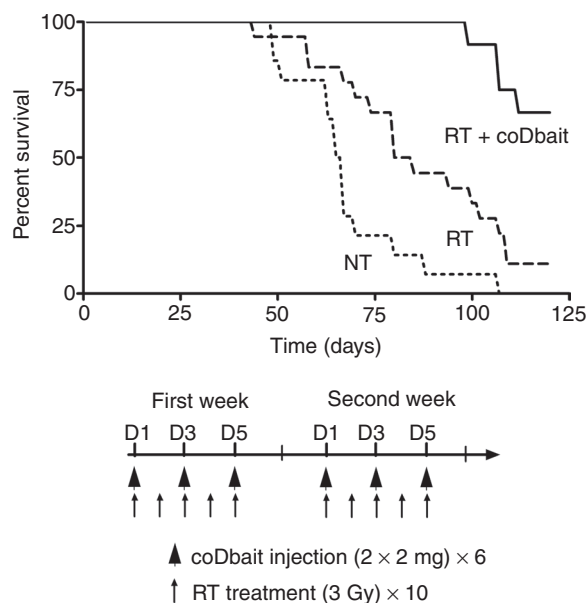 Percent survival
100
75
50
25
0
RT + coDbait
RT
NT
0 25 50 75 100 125
Time (days)
First week Second week
D1 D3 D5 D1 D3 D5
coDbait injection (2 × 2 mg) × 6
RT treatment (3 Gy) × 10